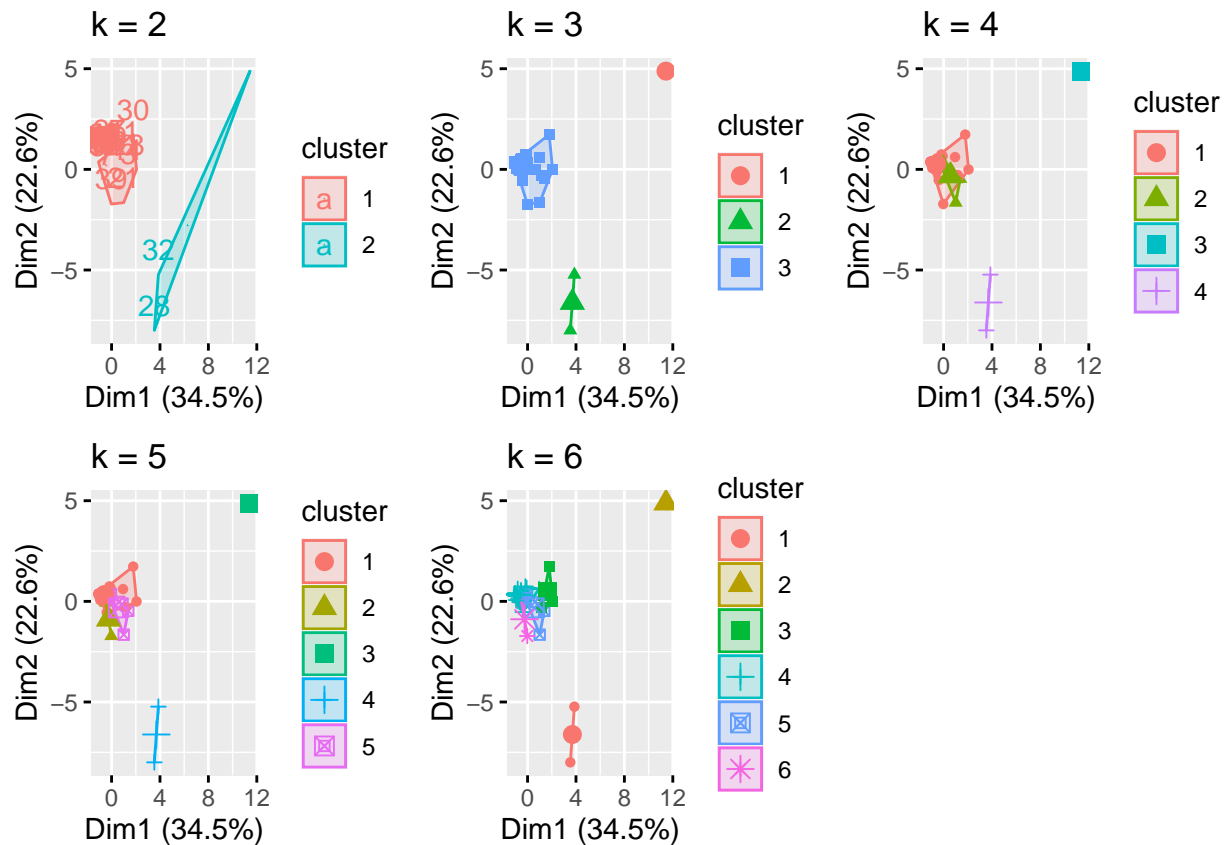 k = 2
5
0
−5
0
4
8
12
Dim2 (22.6%)
Dim1 (34.5%)
30
32
28
cluster
a 1
a 2
k = 3
5
0
−5
0
4
8
12
Dim2 (22.6%)
Dim1 (34.5%)
cluster
1
2
3
k = 4
5
0
−5
0
4
8
12
Dim2 (22.6%)
Dim1 (34.5%)
cluster
1
2
3
4
k = 5
5
0
−5
0
4
8
12
Dim2 (22.6%)
Dim1 (34.5%)
cluster
1
2
3
4
5
k = 6
5
0
−5
0
4
8
12
Dim2 (22.6%)
Dim1 (34.5%)
cluster
1
2
3
4
5
6